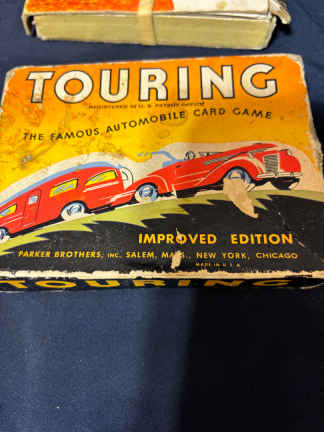 TOURING
REGISTERED IN U. S. PATENT OFFICE
THE FAMOUS AUTOMOBILE CARD GAME
IMPROVED EDITION
PARKER BROTHERS, INC. SALEM, MASS., NEW YORK, CHICAGO
MADE IN U. S. A.
TOURING